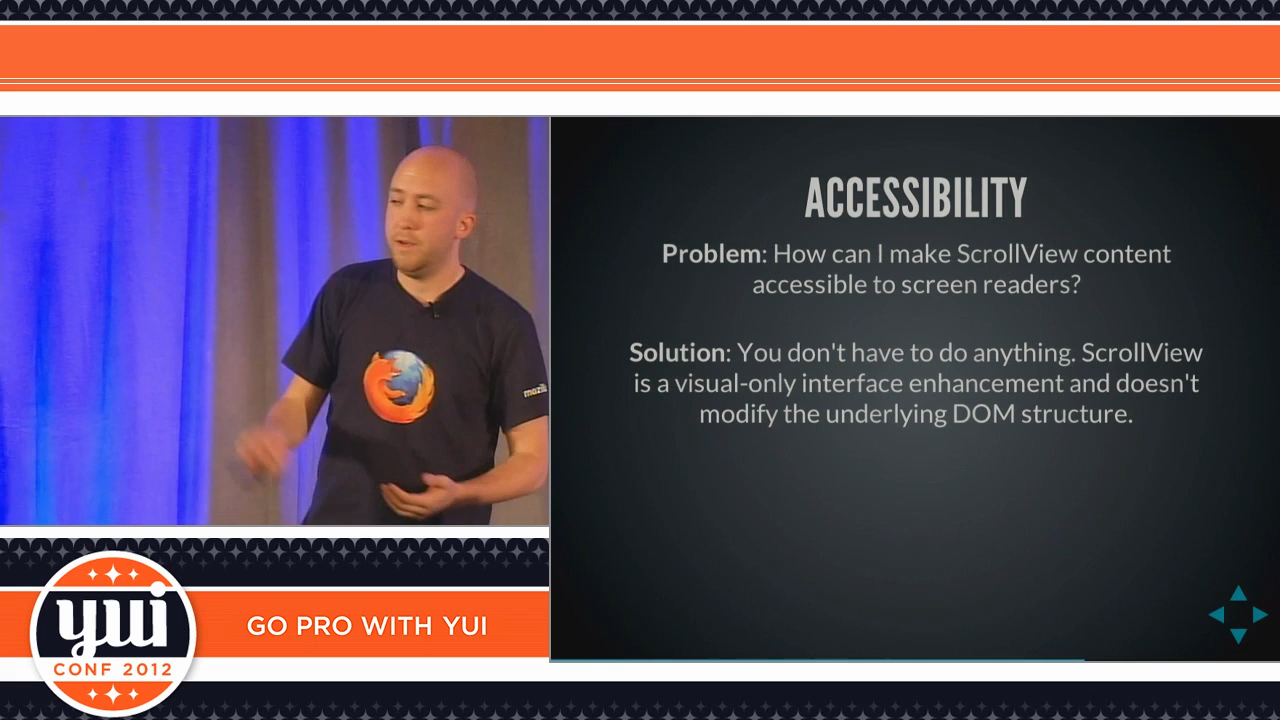 ACCESSIBILITY
Problem: How can I make ScrollView content
accessible to screen readers?
Solution: You don't have to do anything. ScrollView
is a visual-only interface enhancement and doesn't
modify the underlying DOM structure.
yui
CONF 2012
GO PRO WITH YUI